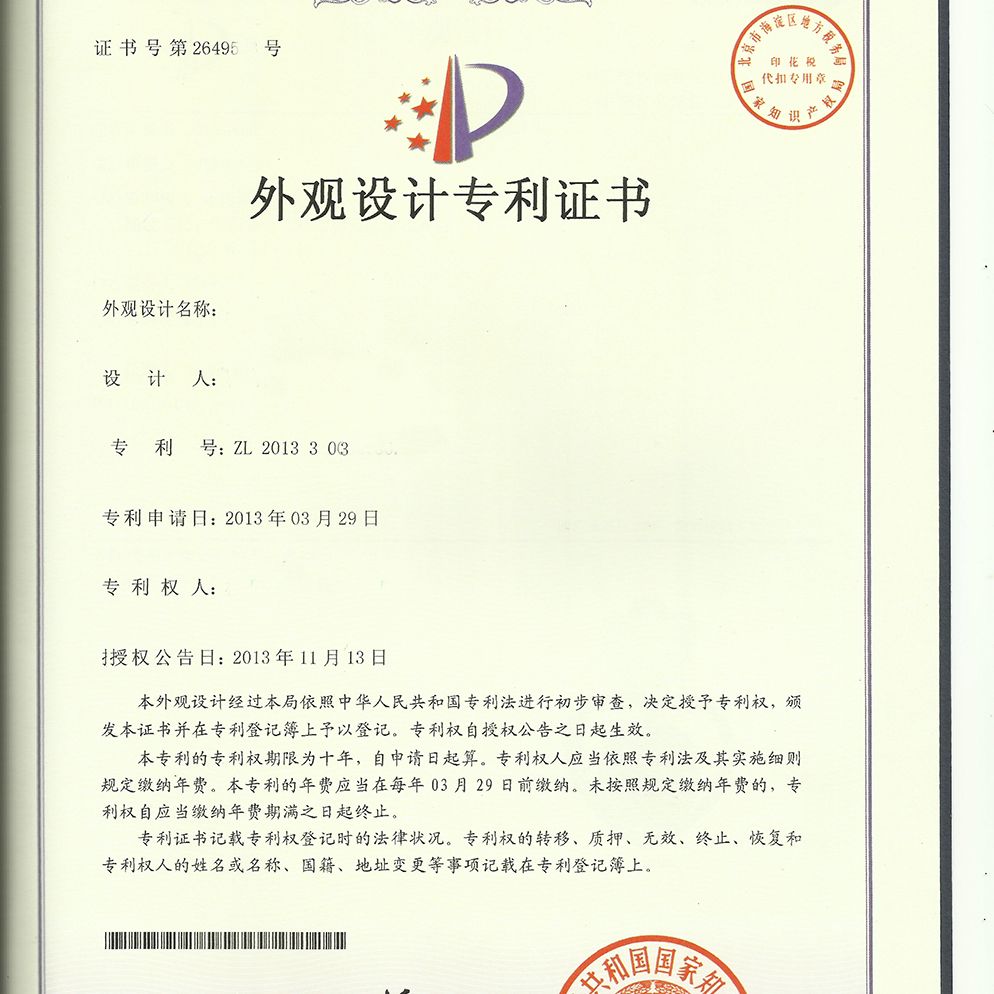 证书号第26495 号
北京市海淀区地方税务局
印花税
代扣专用章
国家知识产权局
外观设计专利证书
外观设计名称:
设 计 人:
专 利 号: ZL 2013 3 00
专利申请日: 2013年03月29日
专 利 权 人:
授权公告日: 2013年11月13日
本外观设计经过本局依照中华人民共和国专利法进行初步审查，决定授予专利权，颁
发本证书并在专利登记簿上予以登记。专利权自授权公告之日起生效。
本专利的专利权期限为十年，自申请日起算。专利权人应当依照专利法及其实施细则
规定缴纳年费。本专利的年费应当在每年 03 月 29 日前缴纳。未按照规定缴纳年费的，专
利权自应当缴纳年费期满之日起终止。
专利证书记载专利权登记时的法律状况。专利权的转移、质押、无效、终止、恢复和
专利权人的姓名或名称、国籍、地址变更等事项记载在专利登记簿上。
共和国国家知